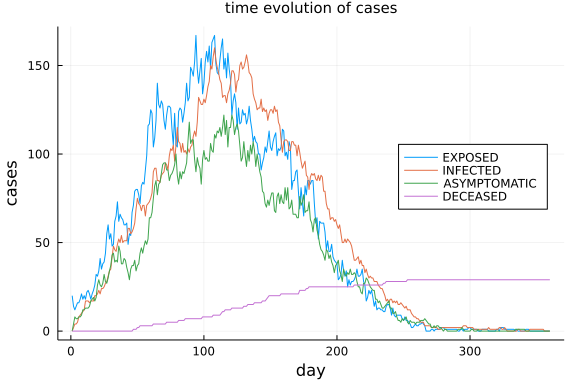 time evolution of cases
cases
150
100
50
0
EXPOSED
INFECTED
ASYMPTOMATIC
DECEASED
0
100
200
300
day